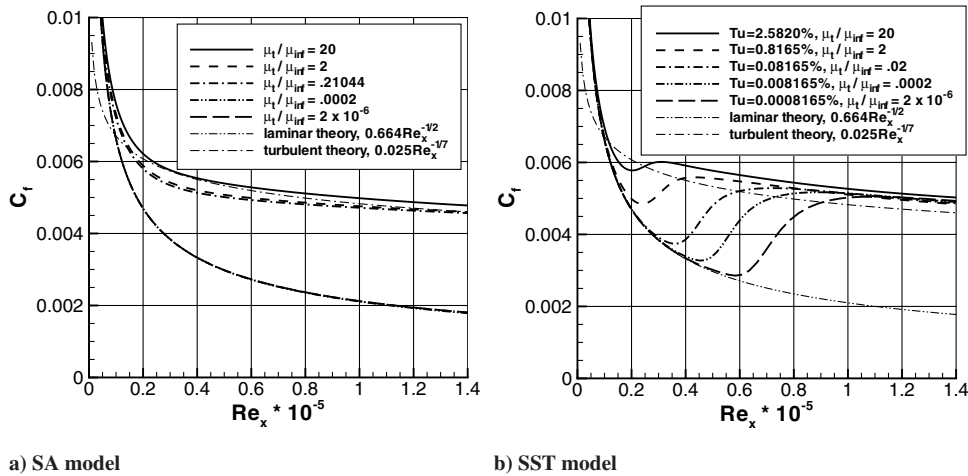 0.01
0.008
0.006
0.004
0.002
0
C_f
μ_t / μ_inf = 20
μ_t / μ_inf = 2
μ_t / μ_inf = .21044
μ_t / μ_inf = .0002
μ_t / μ_inf = 2 x 10^-6
laminar theory, 0.664Re_x^-1/2
turbulent theory, 0.025Re_x^-1/7
0 0.2 0.4 0.6 0.8 1 1.2 1.4
Re_x * 10^-5
a) SA model
0.01
0.008
0.006
0.004
0.002
0
C_f
Tu=2.5820%, μ_t / μ_inf = 20
Tu=0.8165%, μ_t / μ_inf = 2
Tu=0.08165%, μ_t / μ_inf = .02
Tu=0.008165%, μ_t / μ_inf = .0002
Tu=0.0008165%, μ_t / μ_inf = 2 x 10^-6
laminar theory, 0.664Re_x^-1/2
turbulent theory, 0.025Re_x^-1/7
0 0.2 0.4 0.6 0.8 1 1.2 1.4
Re_x * 10^-5
b) SST model